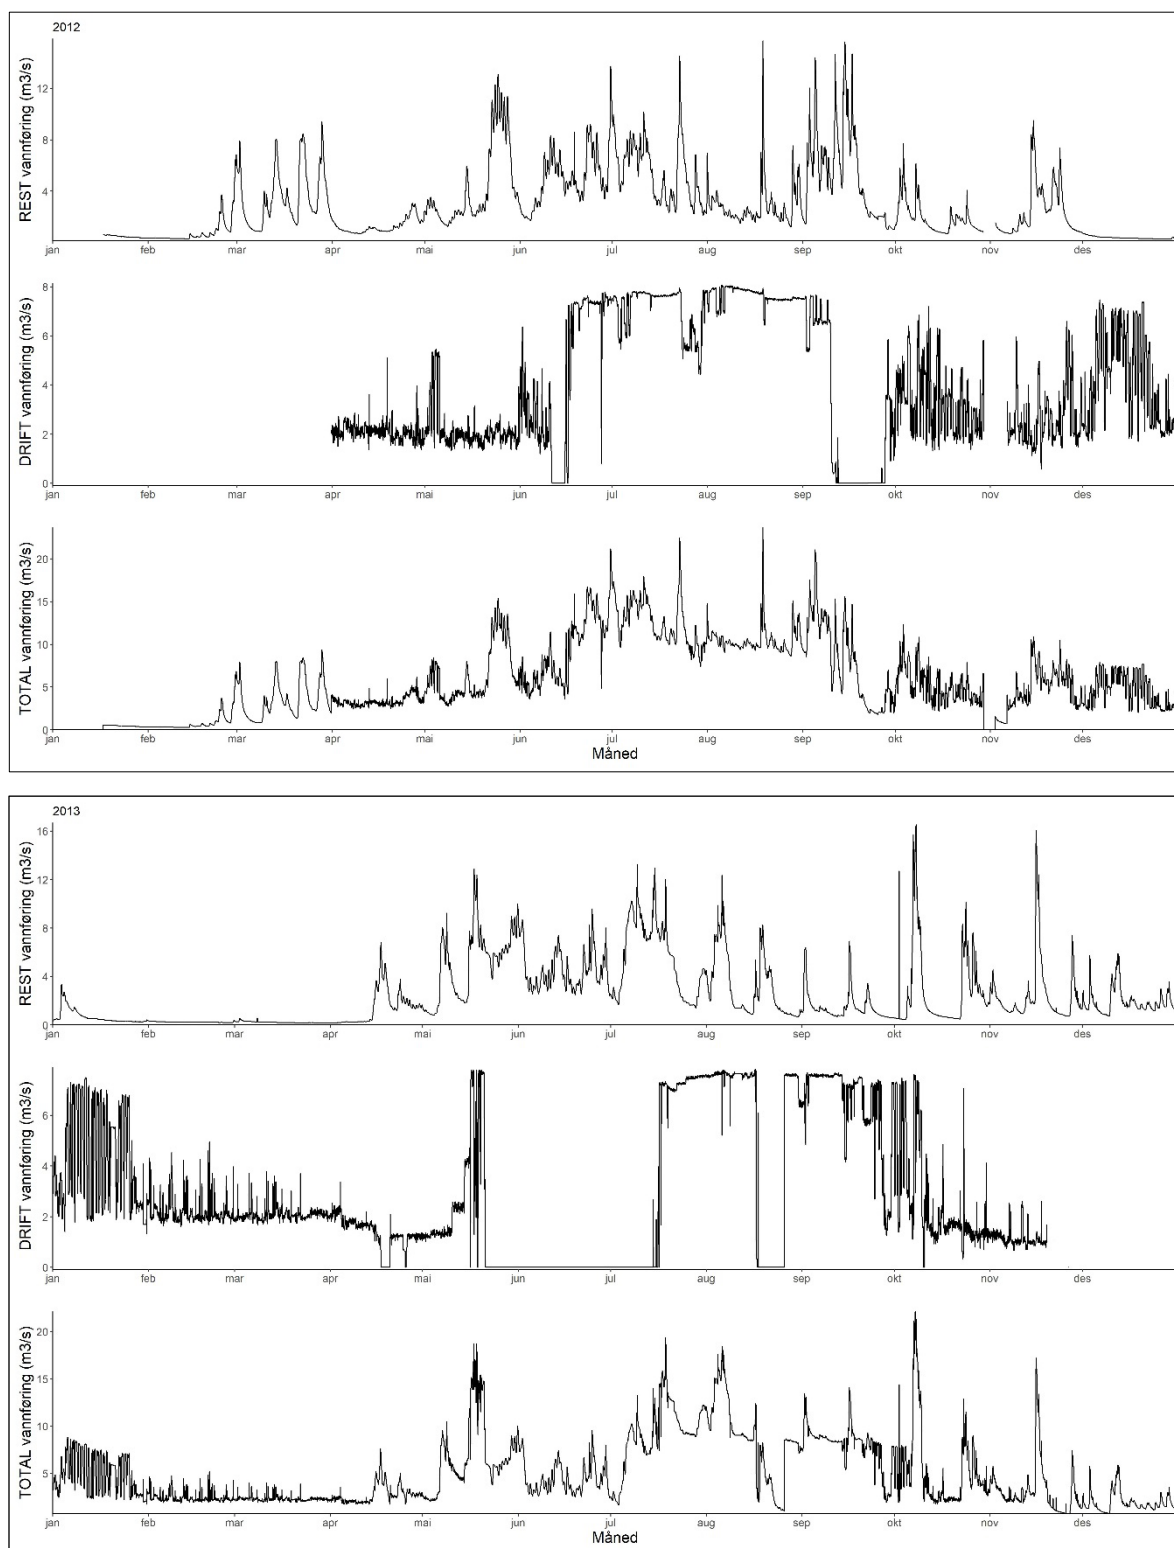 2012
REST vannføring (m3/s)
12
8
4
jan feb mar apr mai jun jul aug sep okt nov des
DRIFT vannføring (m3/s)
8
6
4
2
0
jan feb mar apr mai jun jul aug sep okt nov des
TOTAL vannføring (m3/s)
20
15
10
5
0
jan feb mar apr mai jun jul aug sep okt nov des
Måned
2013
REST vannføring (m3/s)
16
12
8
4
0
jan feb mar apr mai jun jul aug sep okt nov des
DRIFT vannføring (m3/s)
6
4
2
0
jan feb mar apr mai jun jul aug sep okt nov des
TOTAL vannføring (m3/s)
20
15
10
5
jan feb mar apr mai jun jul aug sep okt nov des
Måned